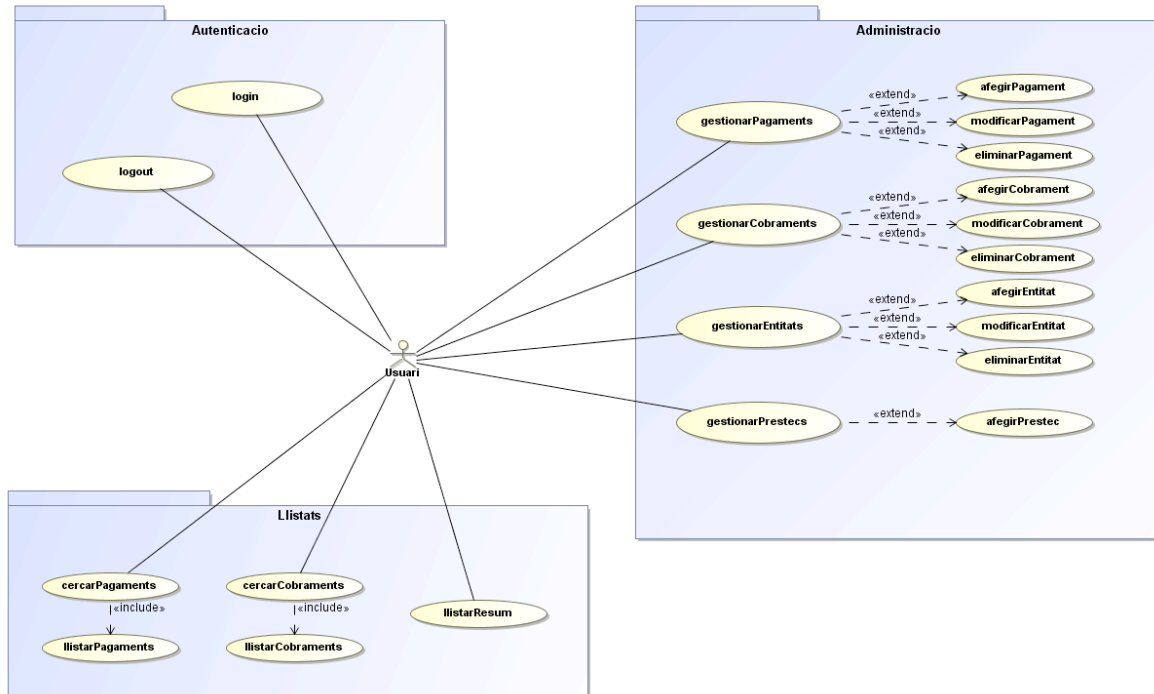 Autenticacio
login
logout
Administracio
gestionarPagaments
«extend»
afegirPagament
«extend»
modificarPagament
«extend»
eliminarPagament
gestionarCobraments
«extend»
afegirCobrament
«extend»
modificarCobrament
«extend»
eliminarCobrament
gestionarEntitats
«extend»
afegirEntitat
«extend»
modificarEntitat
«extend»
eliminarEntitat
gestionarPrestecs
«extend»
afegirPrestec
Usuari
Llistats
cercarPagaments
«include»
llistarPagaments
cercarCobraments
«include»
llistarCobraments
llistarResum